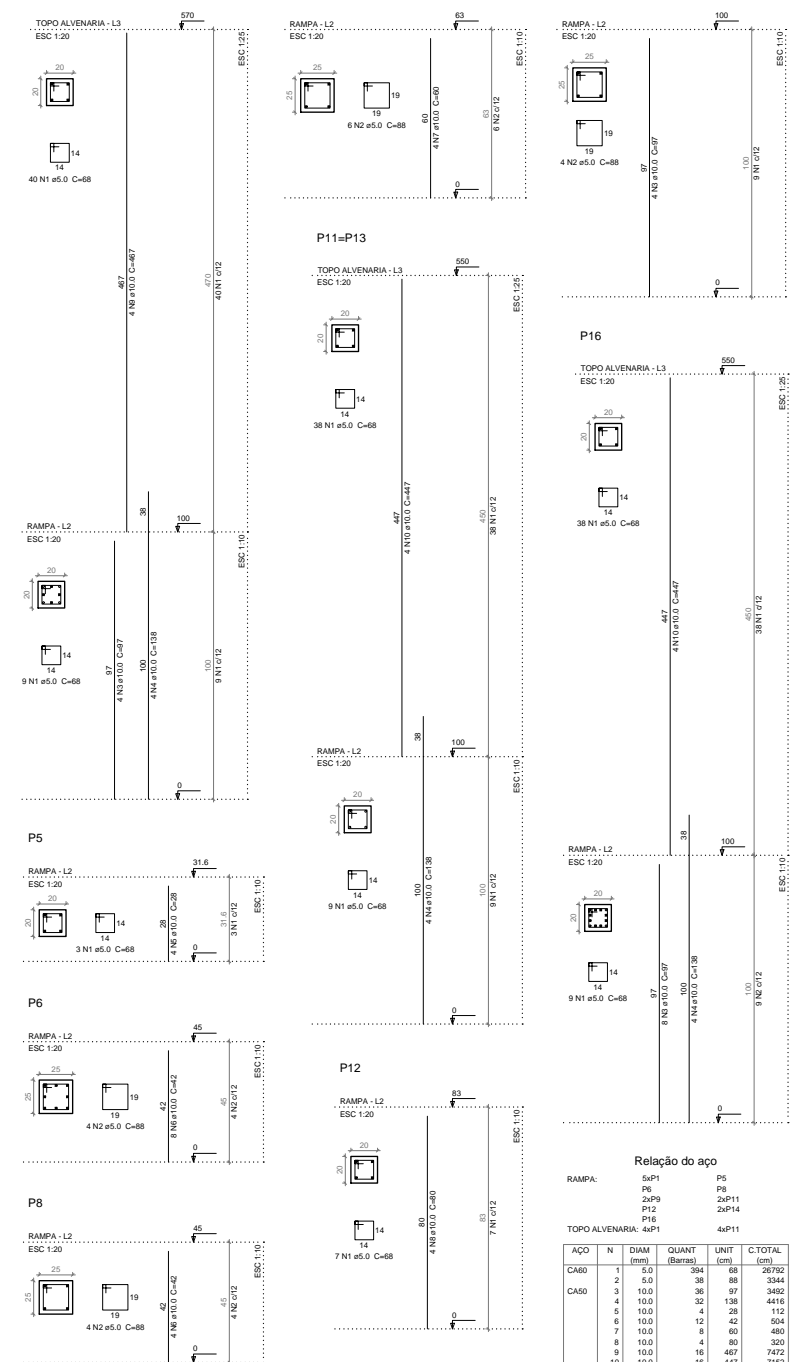 TOPO ALVENARIA - L3
570
ESC 1:20
ESC 1:25
20
20
14
14
40 N1 ø5.0 C=68
467
4 N9 ø10.0 C=467
470
40 N1 c/12
38
RAMPA - L2
100
ESC 1:20
ESC 1:10
20
20
14
14
9 N1 ø5.0 C=68
97
4 N3 ø10.0 C=97
100
4 N4 ø10.0 C=138
100
9 N1 c/12
0
P5
RAMPA - L2
31.6
ESC 1:20
ESC 1:10
20
20
14
14
3 N1 ø5.0 C=68
28
4 N5 ø10.0 C=28
31.6
3 N1 c/12
0
P6
RAMPA - L2
45
ESC 1:20
ESC 1:10
25
25
19
19
4 N2 ø5.0 C=88
42
8 N6 ø10.0 C=42
45
4 N2 c/12
0
P8
RAMPA - L2
45
ESC 1:20
ESC 1:10
25
25
19
19
4 N2 ø5.0 C=88
42
4 N6 ø10.0 C=42
45
4 N2 c/12
0
RAMPA - L2
63
ESC 1:20
ESC 1:10
25
25
19
19
6 N2 ø5.0 C=88
60
4 N7 ø10.0 C=60
63
6 N2 c/12
0
P11=P13
TOPO ALVENARIA - L3
550
ESC 1:20
ESC 1:25
20
20
14
14
38 N1 ø5.0 C=68
447
4 N10 ø10.0 C=447
450
38 N1 c/12
38
RAMPA - L2
100
ESC 1:20
ESC 1:10
20
20
14
14
9 N1 ø5.0 C=68
100
4 N4 ø10.0 C=138
100
9 N1 c/12
0
P12
RAMPA - L2
83
ESC 1:20
ESC 1:10
20
20
14
14
7 N1 ø5.0 C=68
80
4 N8 ø10.0 C=80
83
7 N1 c/12
0
RAMPA - L2
100
ESC 1:20
ESC 1:10
25
25
19
19
4 N2 ø5.0 C=88
97
4 N3 ø10.0 C=97
100
9 N1 c/12
0
P16
TOPO ALVENARIA - L3
550
ESC 1:20
ESC 1:25
20
20
14
14
38 N1 ø5.0 C=68
447
4 N10 ø10.0 C=447
450
38 N1 c/12
38
RAMPA - L2
100
ESC 1:20
ESC 1:10
20
20
14
14
9 N1 ø5.0 C=68
97
8 N3 ø10.0 C=97
100
4 N4 ø10.0 C=138
100
9 N2 c/12
0
Relação do aço
RAMPA: 5xP1 P5
P6 P8
2xP9 2xP11
P12 2xP14
P16
TOPO ALVENARIA: 4xP1 4xP11
AÇO N DIAM QUANT UNIT C.TOTAL
(mm) (Barras) (cm) (cm)
CA60 1 5.0 394 68 26792
2 5.0 38 88 3344
CA50 3 10.0 36 97 3492
4 10.0 32 138 4416
5 10.0 4 28 112
6 10.0 12 42 504
7 10.0 8 60 480
8 10.0 4 80 320
9 10.0 16 467 7472
10 10.0 16 447 7152